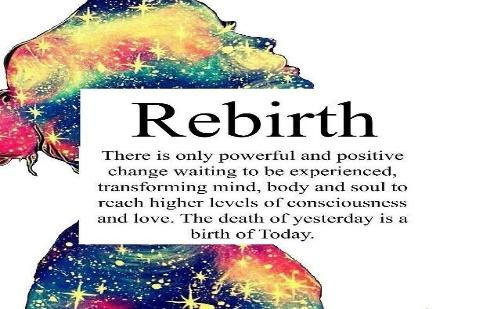 Rebirth
There is only powerful and positive
change waiting to be experienced,
transforming mind, body and soul to
reach higher levels of consciousness
and love. The death of yesterday is a
birth of Today.